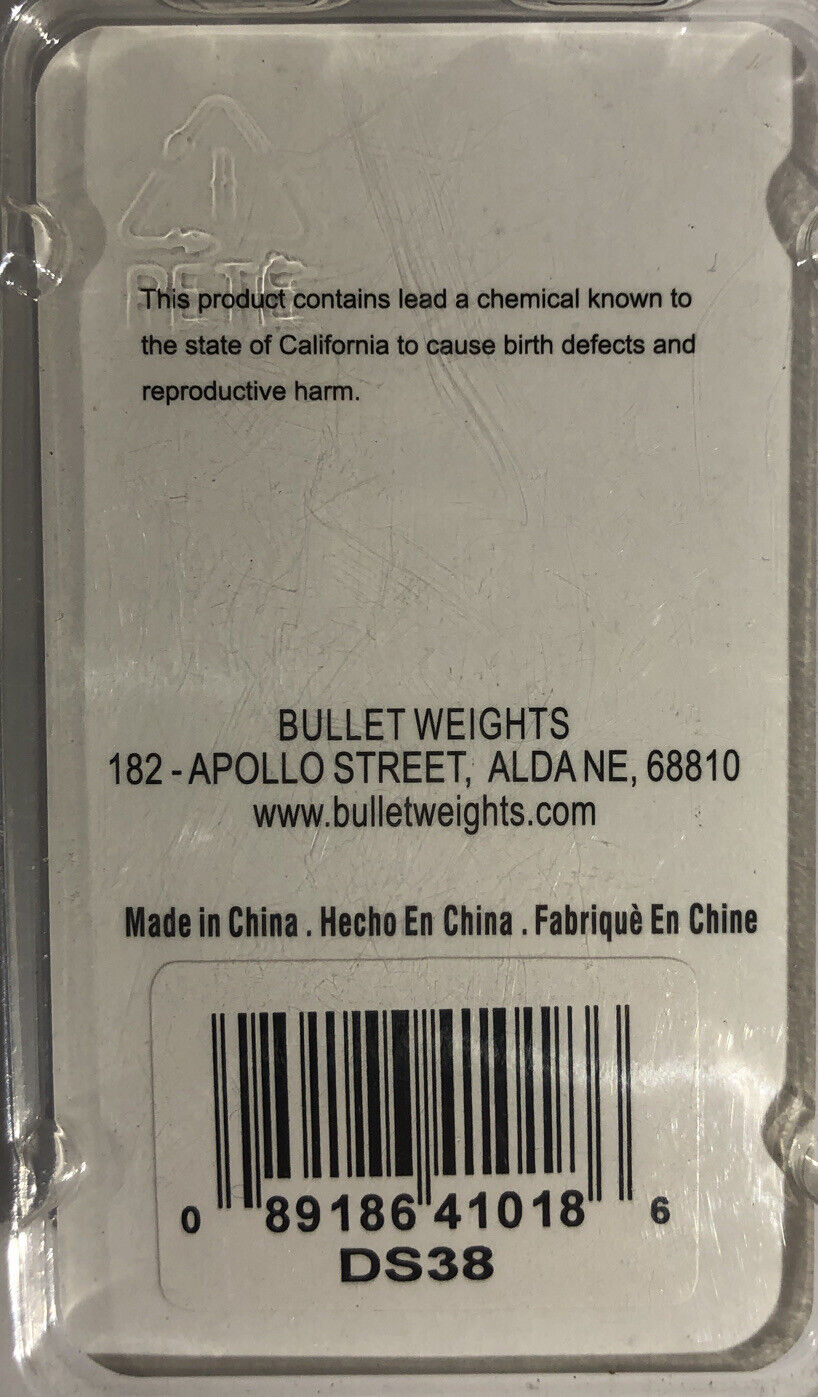 1
PETE
This product contains lead a chemical known to
the state of California to cause birth defects and
reproductive harm.
BULLET WEIGHTS
182 - APOLLO STREET, ALDA NE, 68810
www.bulletweights.com
Made in China . Hecho En China . Fabriquè En Chine
0 89186 41018 6
DS38